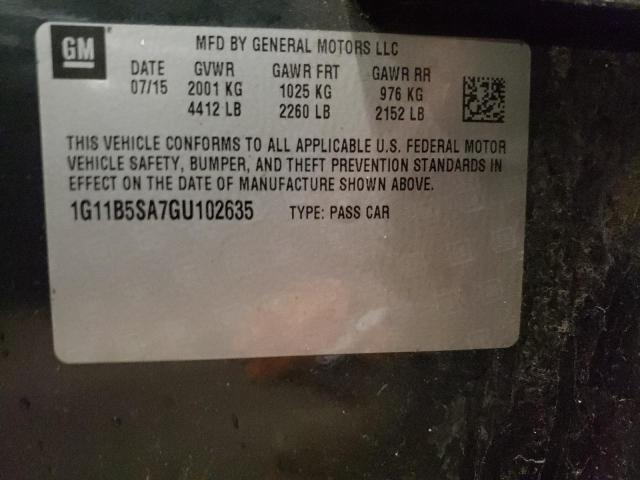 GM
MFD BY GENERAL MOTORS LLC
DATE GVWR GAWR FRT GAWR RR
07/15 2001 KG 1025 KG 976 KG
4412 LB 2260 LB 2152 LB
THIS VEHICLE CONFORMS TO ALL APPLICABLE U.S. FEDERAL MOTOR
VEHICLE SAFETY, BUMPER, AND THEFT PREVENTION STANDARDS IN
EFFECT ON THE DATE OF MANUFACTURE SHOWN ABOVE.
1G11B5SA7GU102635 TYPE: PASS CAR